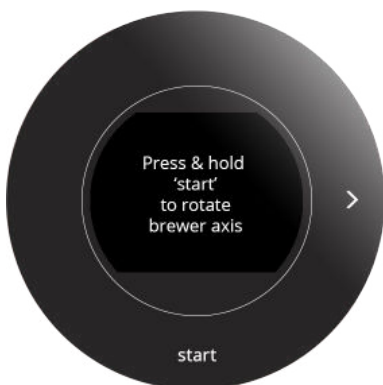 Press & hold
‘start’
to rotate
brewer axis
start